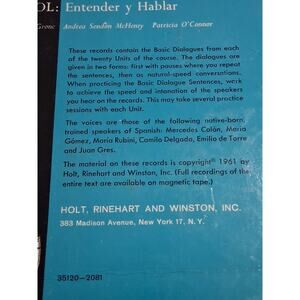 OL: Entender y Hablar
Grone Andrea Sendón McHenry Patricia O'Connor
These records contain the Basic Dialogues from each
of the twenty Units of the course. The dialogues are
given in two forms: first with pauses where you repeat
the sentences, then as natural-speed conversations.
When practicing the Basic Dialogue Sentences, work
to achieve the speed and intonation of the speakers
you hear on the records. This may take several practice
sessions with each Unit.
The voices are those of the following native-born,
trained speakers of Spanish: Mercedes Colón, María
Gómez, María Rubini, Camilo Delgada, Emilio de Torre
and Juan Gres.
The material on these records is copyright© 1961 by
Holt, Rinehart and Winston, Inc. (Full recordings of the
entire text are available on magnetic tape.)
HOLT, RINEHART AND WINSTON, INC.
383 Madison Avenue, New York 17, N.Y.
35120-2081